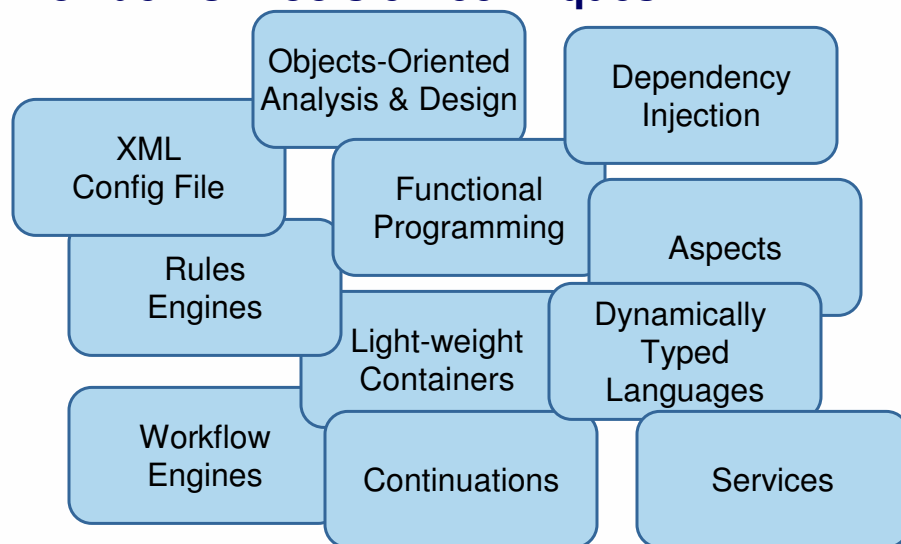 Objects-Oriented
Analysis & Design
Dependency
Injection
XML
Config File
Functional
Programming
Aspects
Rules
Engines
Light-weight
Containers
Dynamically
Typed
Languages
Workflow
Engines
Continuations
Services